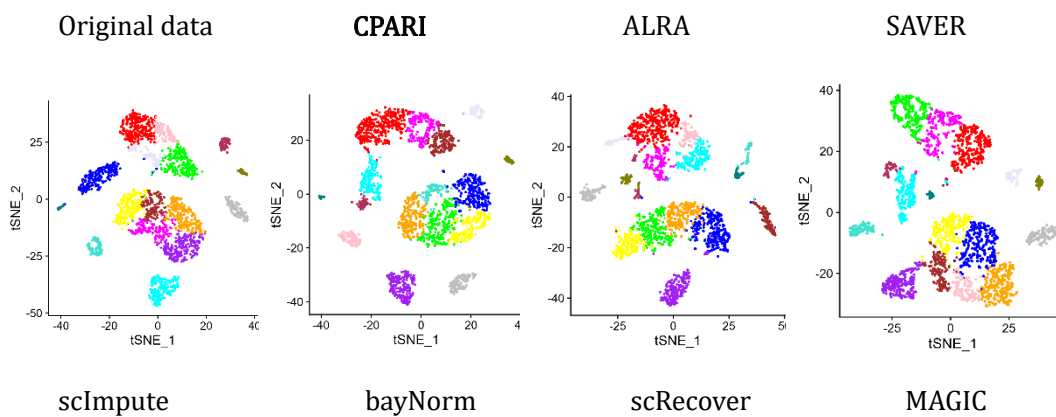 Original data CPARI ALRA SAVER
25
0
-25
-50
-40 -20 0 20 40
tSNE_1
tSNE_2
20
0
-20
-40
-40 -20 0 20
tSNE_1
tSNE_2
40
20
0
-20
-40
-25 0 25
tSNE_1
tSNE_2
40
20
0
-20
-25 0 25
tSNE_1
tSNE_2
scImpute bayNorm scRecover MAGIC